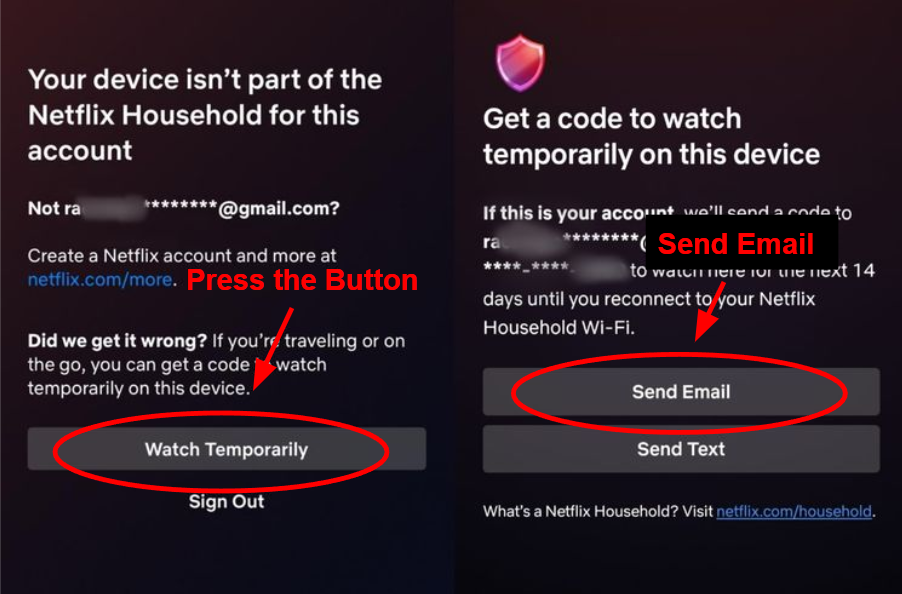 Your device isn't part of the
Netflix Household for this
account
Not ra *******@gmail.com?
Create a Netflix account and more at
netflix.com/more.
Press the Button
Did we get it wrong? If you're traveling or on
the go, you can get a code to watch
temporarily on this device.
Watch Temporarily
Sign Out
Get a code to watch
temporarily on this device
If this is your account, we'll send a code to
ra *******@
Send Email
****-**** to watch here for the next 14
days until you reconnect to your Netflix
Household Wi-Fi.
Send Email
Send Text
What's a Netflix Household? Visit netflix.com/household.